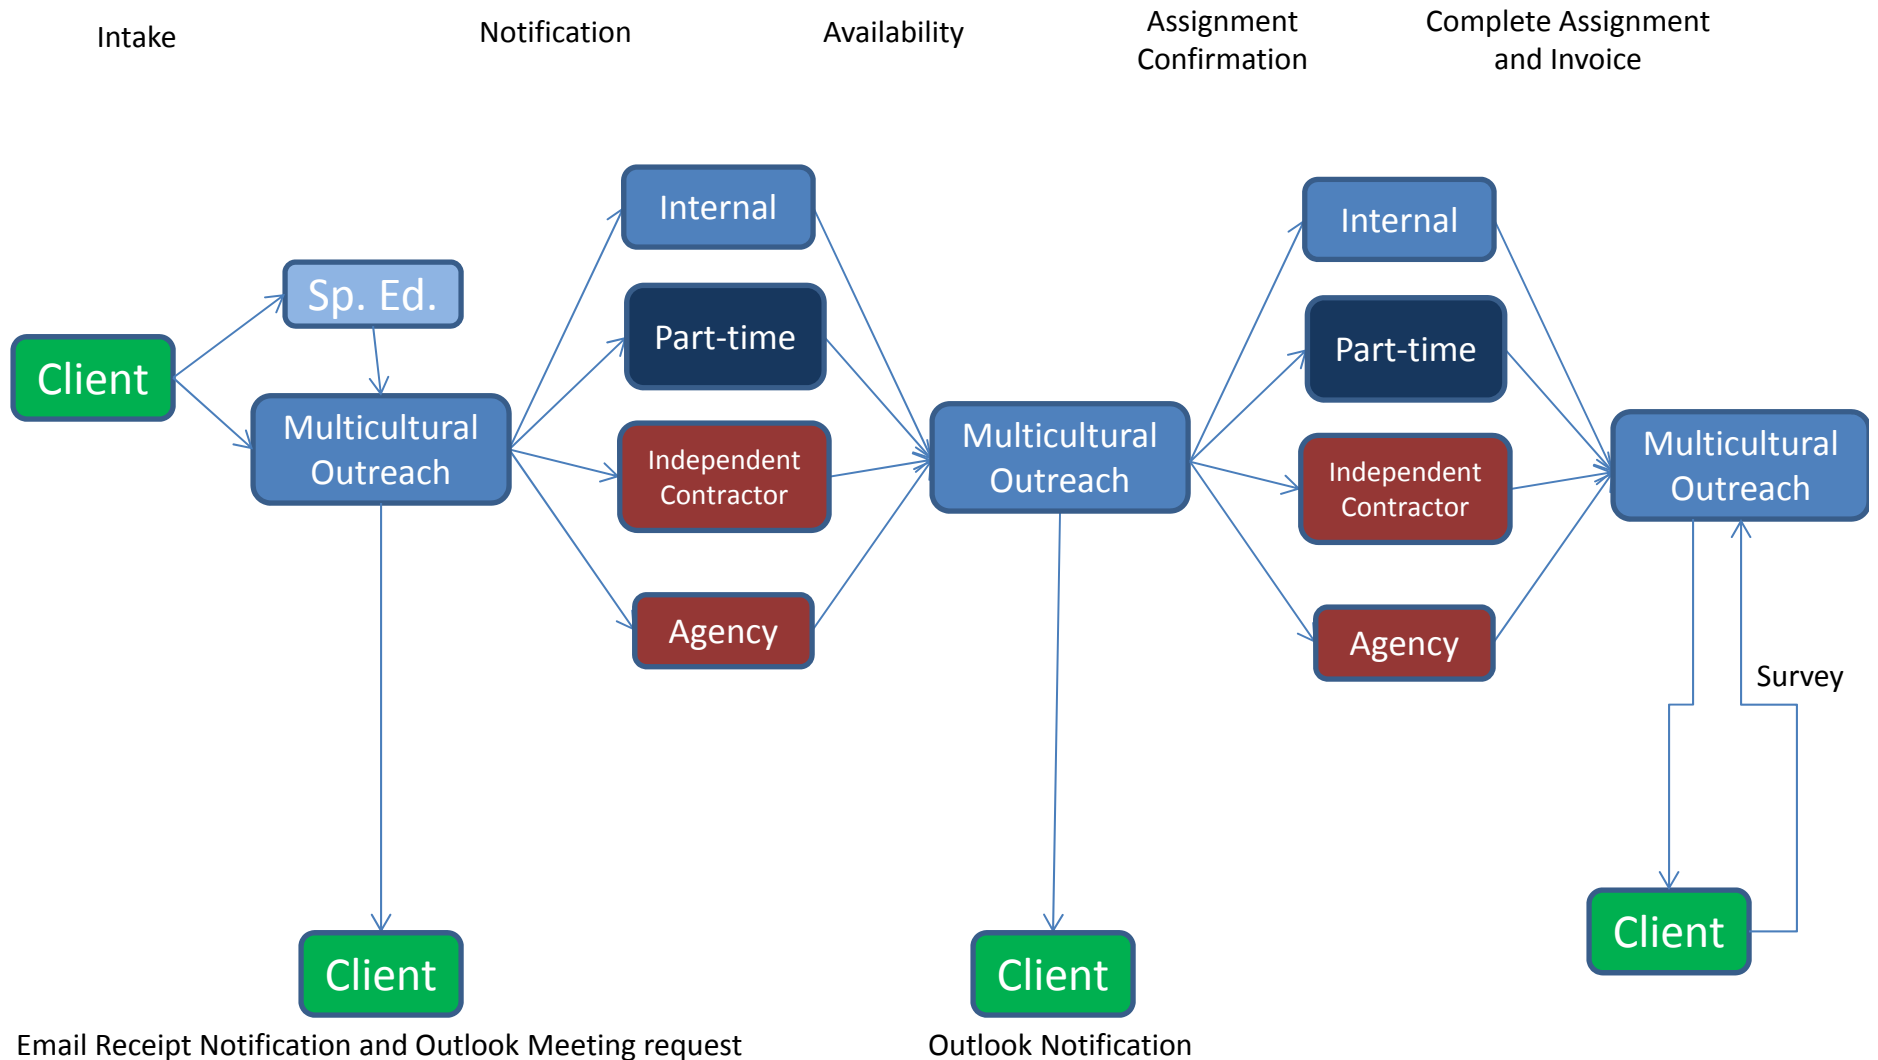 Intake
Notification
Availability
Assignment
Confirmation
Complete Assignment
and Invoice
Client
Sp. Ed.
Multicultural
Outreach
Internal
Part-time
Independent
Contractor
Agency
Multicultural
Outreach
Internal
Part-time
Independent
Contractor
Agency
Multicultural
Outreach
Survey
Client
Client
Client
Email Receipt Notification and Outlook Meeting request
Outlook Notification